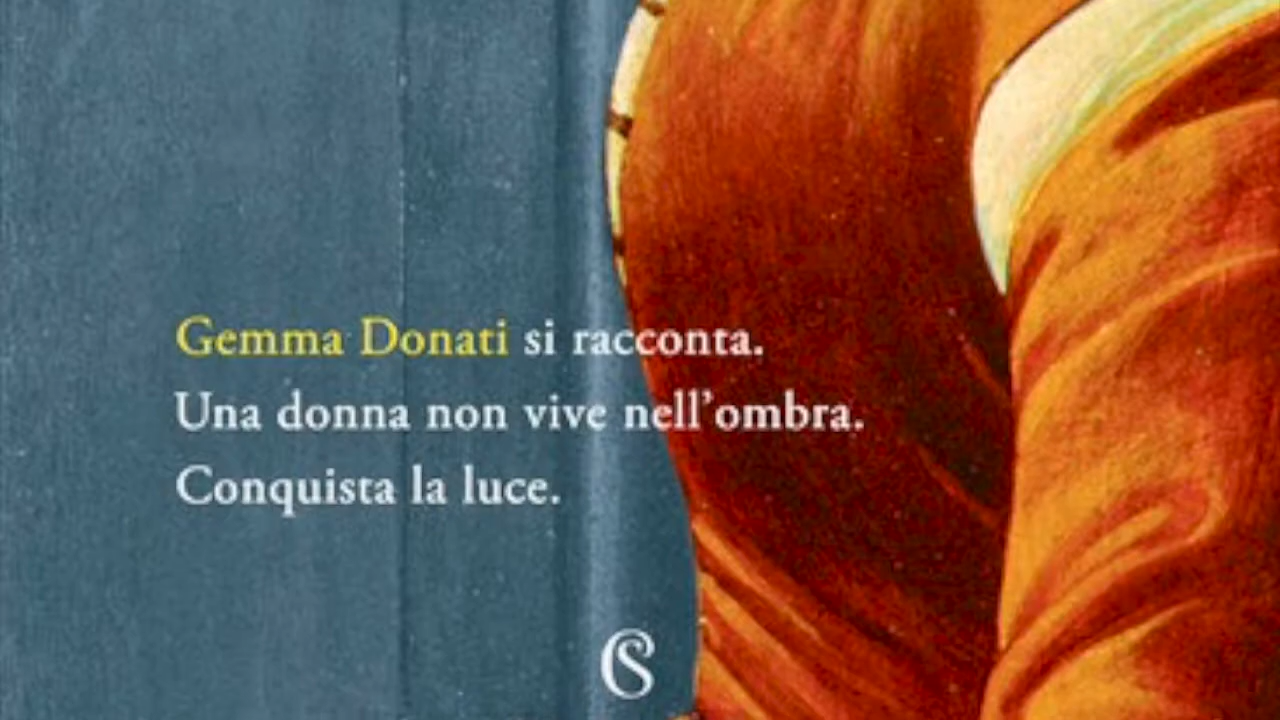 Gemma Donati si racconta.
Una donna non vive nell’ombra.
Conquista la luce.